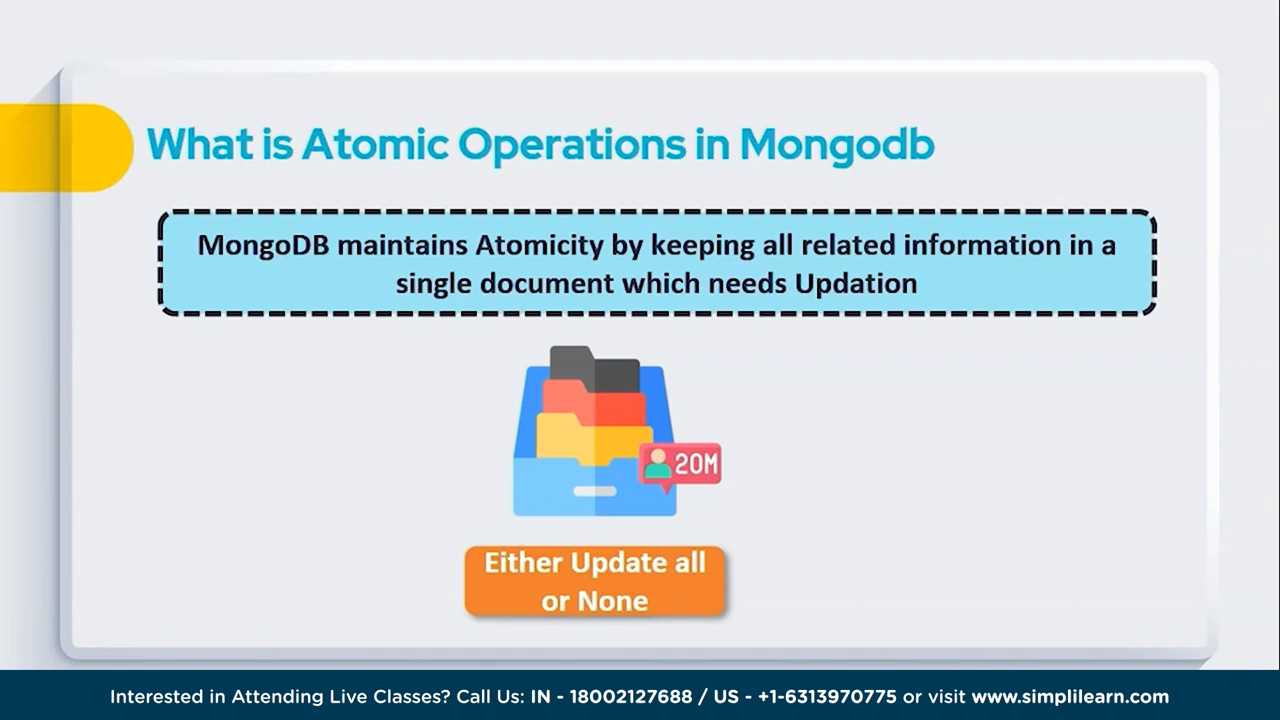 What is Atomic Operations in Mongodb
MongoDB maintains Atomicity by keeping all related information in a
single document which needs Updation
20M
Either Update all
or None
Interested in Attending Live Classes? Call Us: IN - 18002127688 / US - +1-6313970775 or visit www.simplilearn.com